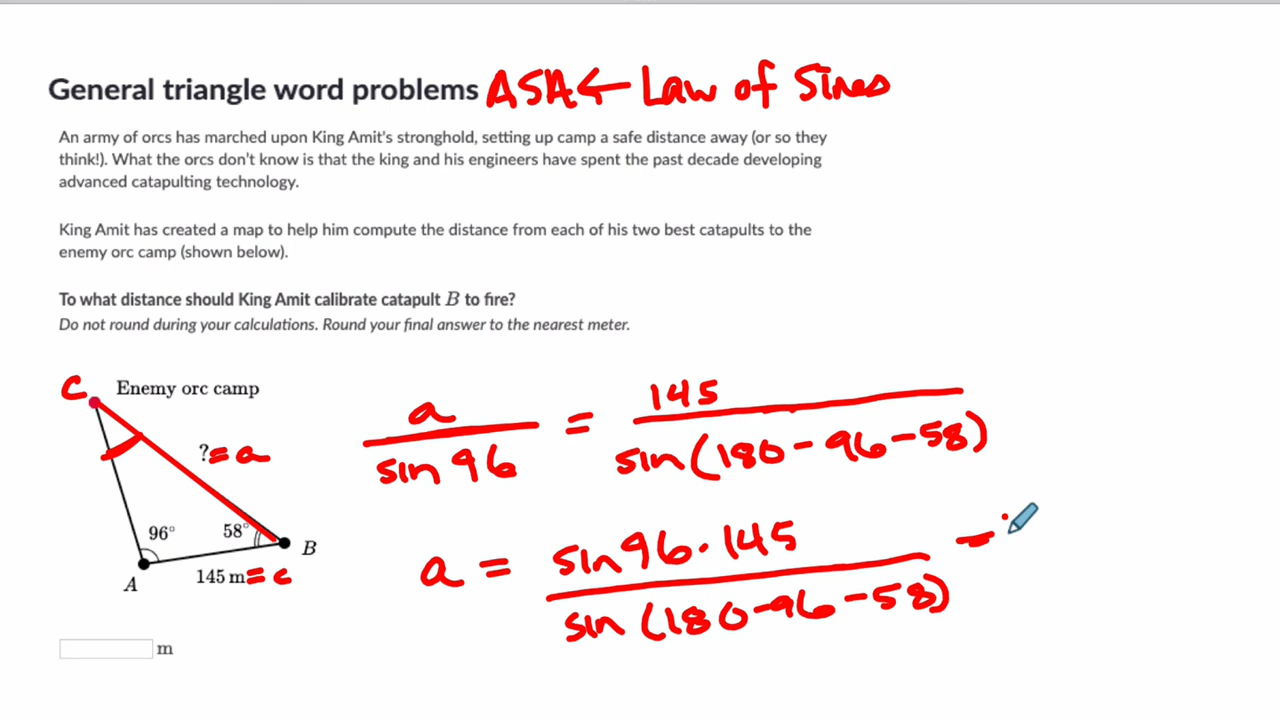 General triangle word problems ASA ← Law of Sines
An army of orcs has marched upon King Amit's stronghold, setting up camp a safe distance away (or so they
think!). What the orcs don't know is that the king and his engineers have spent the past decade developing
advanced catapulting technology.
King Amit has created a map to help him compute the distance from each of his two best catapults to the
enemy orc camp (shown below).
To what distance should King Amit calibrate catapult B to fire?
Do not round during your calculations. Round your final answer to the nearest meter.
C Enemy orc camp
? = a
96°
58°
A
B
145 m = c
m
a / sin 96 = 145 / sin(180-96-58)
a = sin 96 · 145 / sin(180-96-58) =